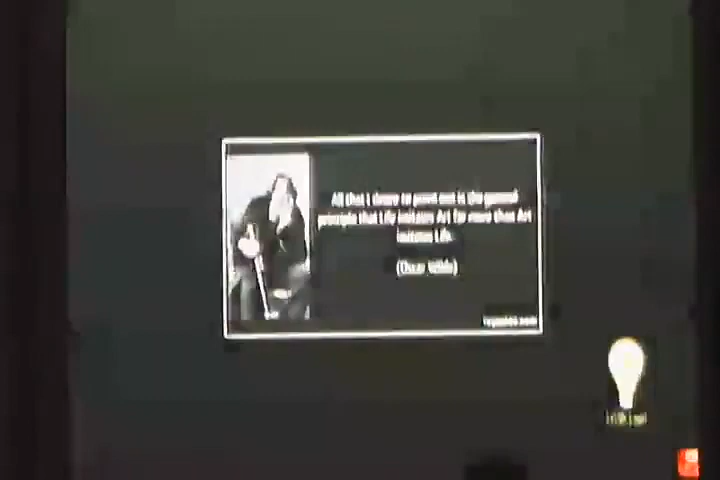 All that I desire to point out is the general
principle that Life imitates Art far more than Art
imitates Life.
(Oscar Wilde)